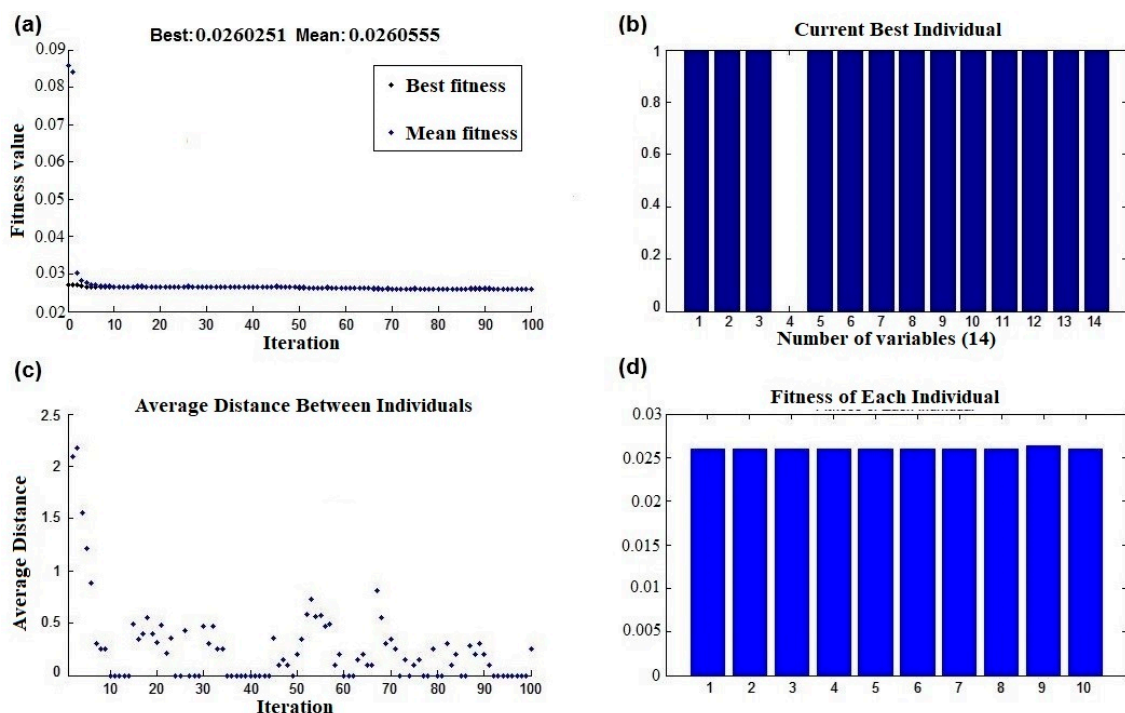 (a)
Best: 0.0260251 Mean: 0.0260555
0.09
0.08
0.07
0.06
0.05
0.04
0.03
0.02
Fitness value
Best fitness
Mean fitness
0 10 20 30 40 50 60 70 80 90 100
Iteration
(b)
Current Best Individual
1
0.8
0.6
0.4
0.2
0
1 2 3 4 5 6 7 8 9 10 11 12 13 14
Number of variables (14)
(c)
Average Distance Between Individuals
2.5
2
1.5
1
0.5
0
Average Distance
10 20 30 40 50 60 70 80 90 100
Iteration
(d)
Fitness of Each Individual
0.03
0.025
0.02
0.015
0.01
0.005
0
1 2 3 4 5 6 7 8 9 10